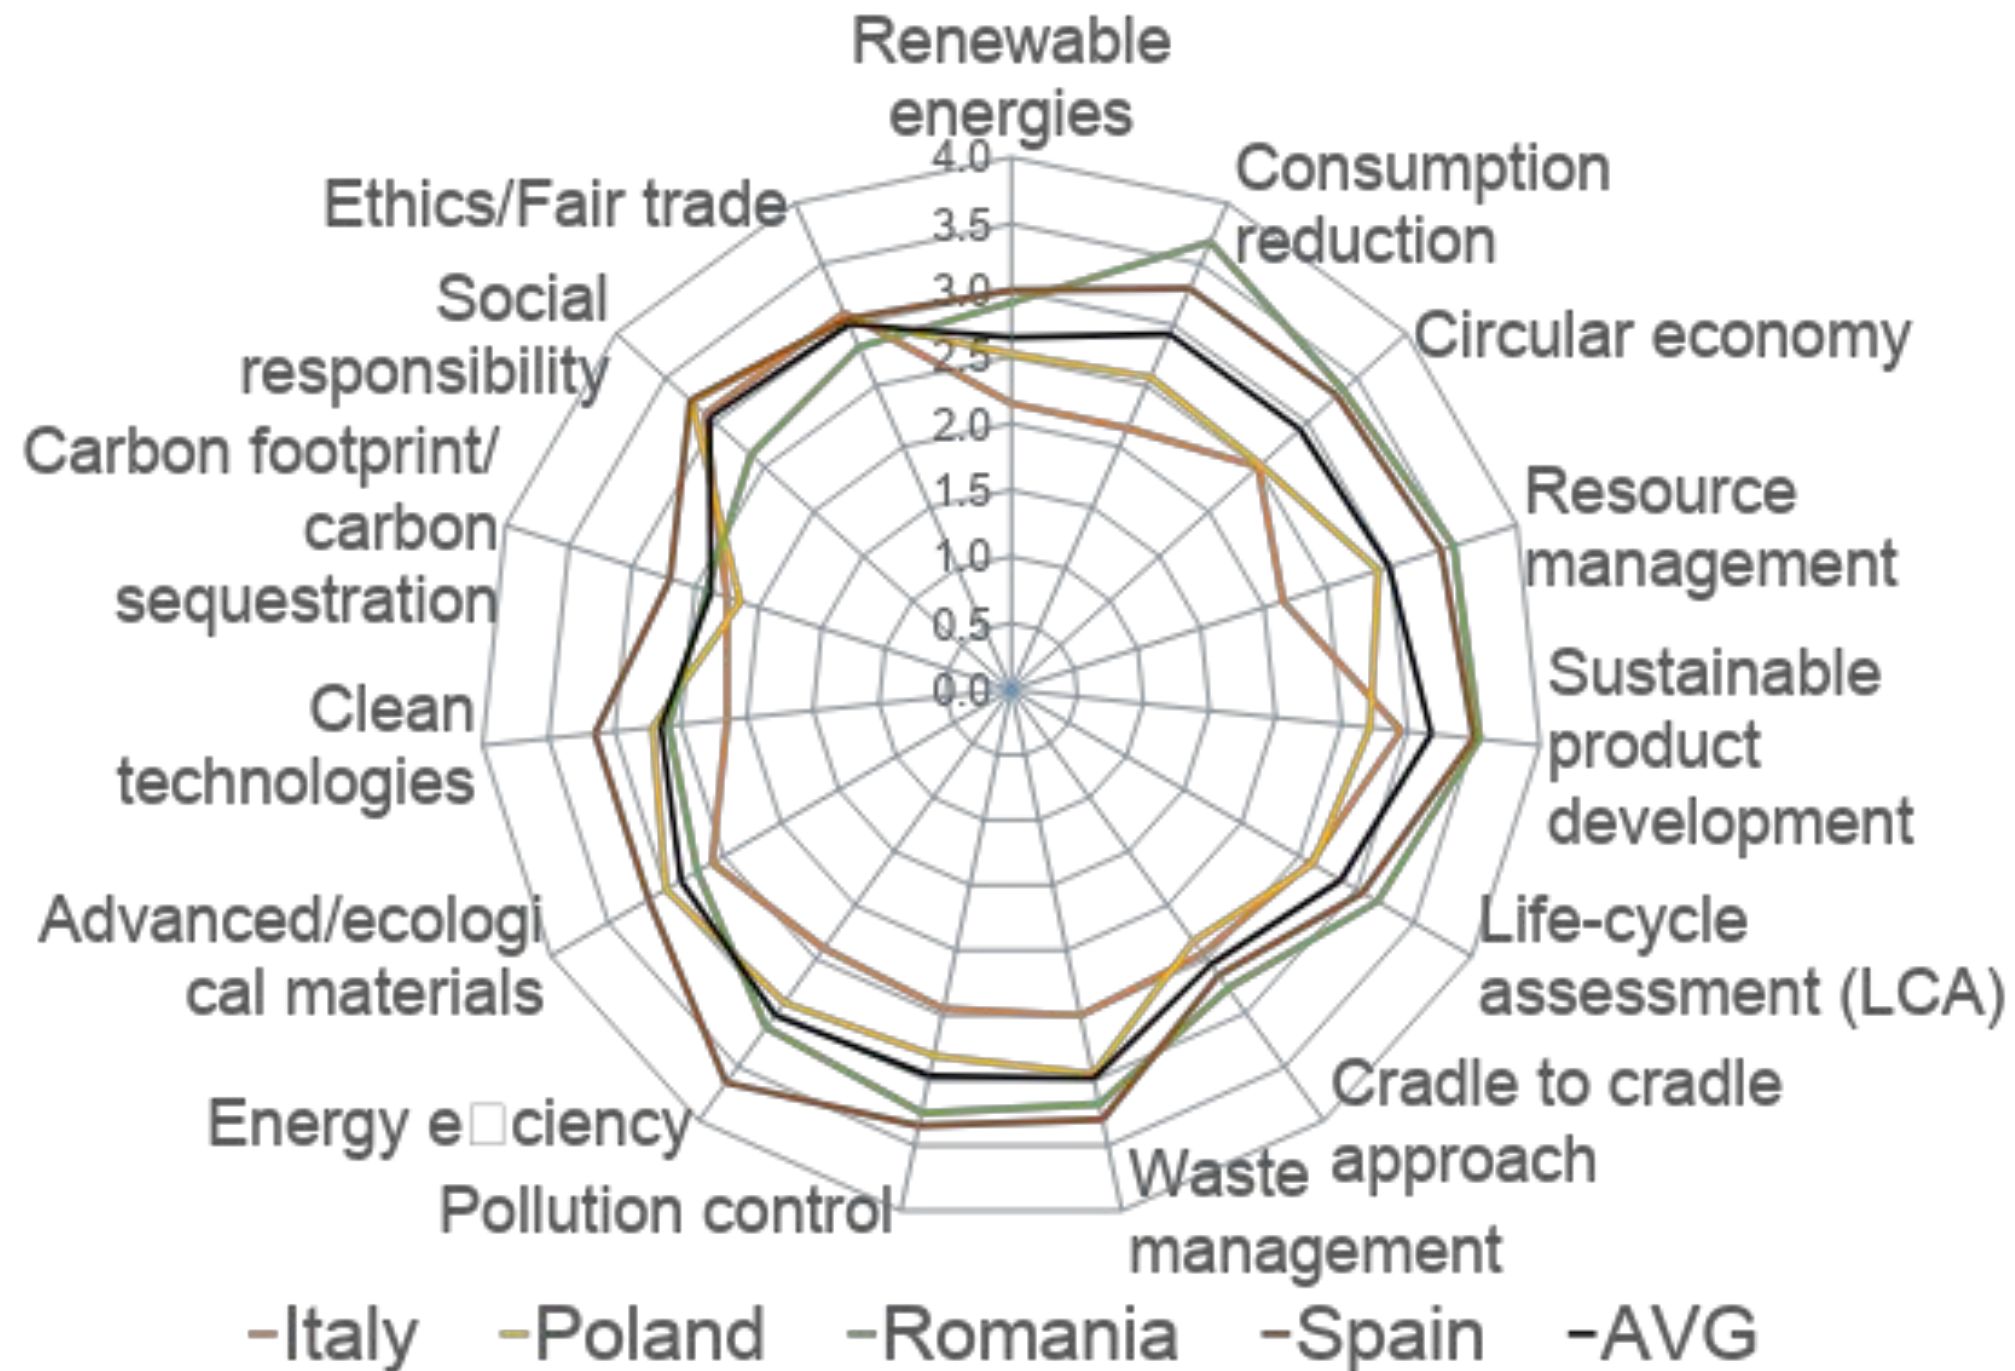 Renewable
energies
Consumption
reduction
Circular economy
Resource
management
Sustainable
product
development
Life-cycle
assessment (LCA)
Cradle to cradle
approach
Waste
management
Pollution control
Energy e□ciency
Advanced/ecologi
cal materials
Clean
technologies
Carbon footprint/
carbon
sequestration
Social
responsibility
Ethics/Fair trade
4.0
3.5
3.0
2.5
2.0
1.5
1.0
0.5
0.0
Italy Poland Romania Spain AVG